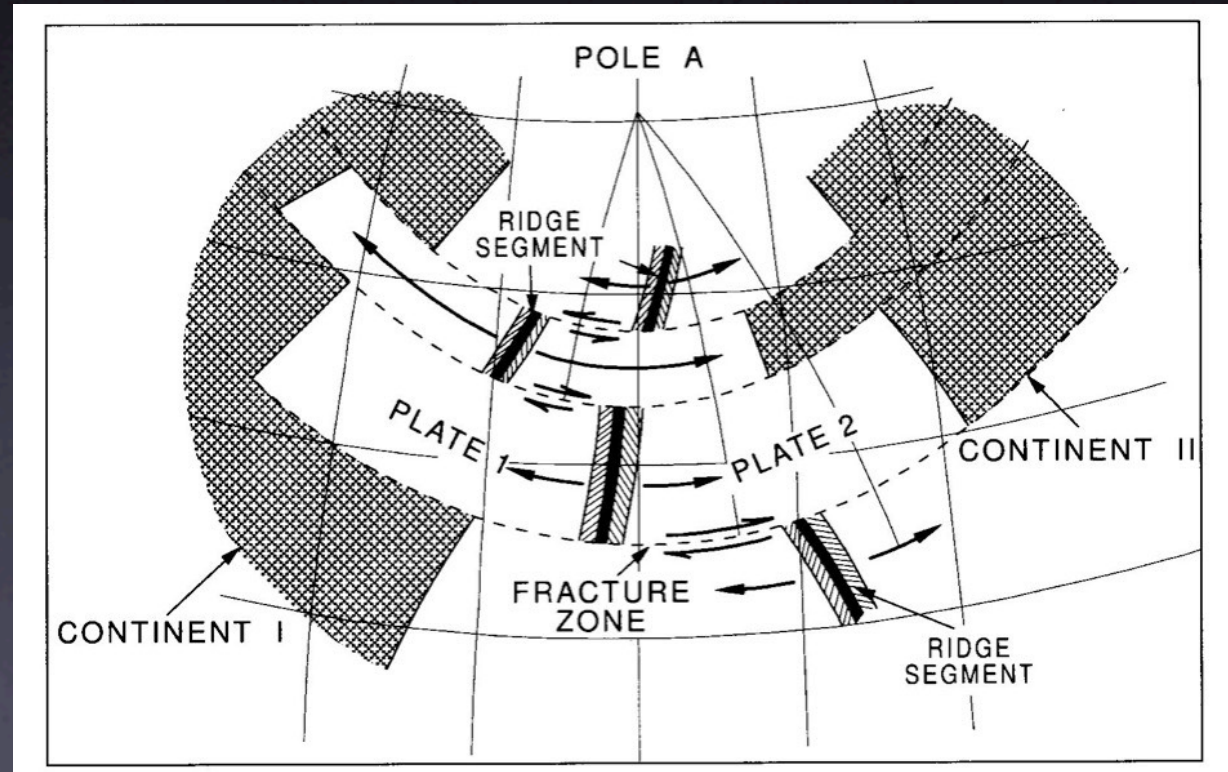 POLE A
RIDGE
SEGMENT
PLATE 1
PLATE 2
CONTINENT II
FRACTURE
ZONE
CONTINENT I
RIDGE
SEGMENT